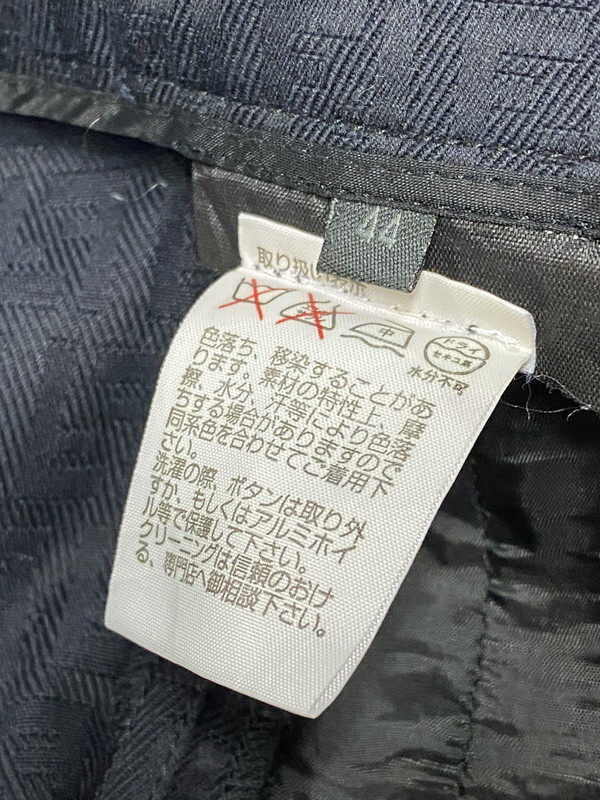 44
取り扱い表示
中
ドライ
セキユ系
水分不可
色落ち、移染することがあ
ります。素材の特性上、摩
擦、水分、汗等により色落
ちする場合がありますので
同系色を合わせてご着用下
さい。
洗濯の際、ボタンは取り外
すか、もしくはアルミホイ
ル等で保護して下さい。
クリーニングは信頼のおけ
る、専門店へ御相談下さい。